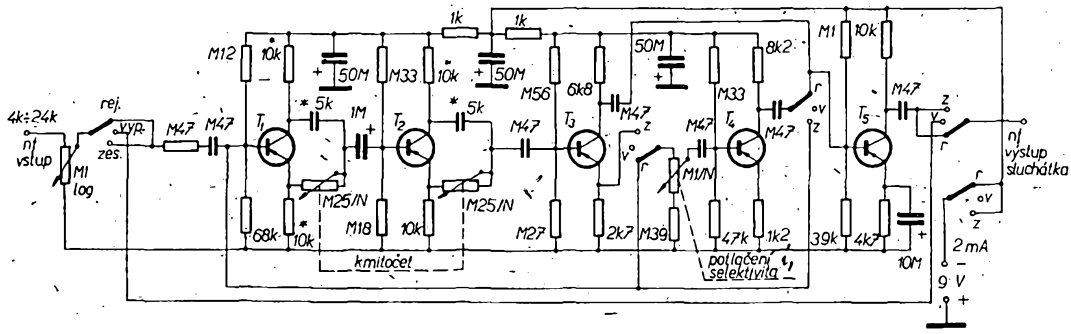 4k÷24k
nf
vstup
M1
log
rej.
vyp.
zes.
M47
M47
M12
10k
50M
M33
10k
1k
1k
50M
M56
6k8
M47
50M
M33
8k2
M1
10k
M47
T1
5k
1M
T2
5k
M47
T3
z
v
r
M47
T4
M47
r
v
z
T5
z
v
r
nf
výstup
sluchátka
M25/N
M25/N
M1/N
68k
10k
M18
10k
M27
2k7
M39
47k
1k2
39k
4k7
10M
r
v
z
kmitočet
potlačení i,
selektivita
2mA
−
9 V
+